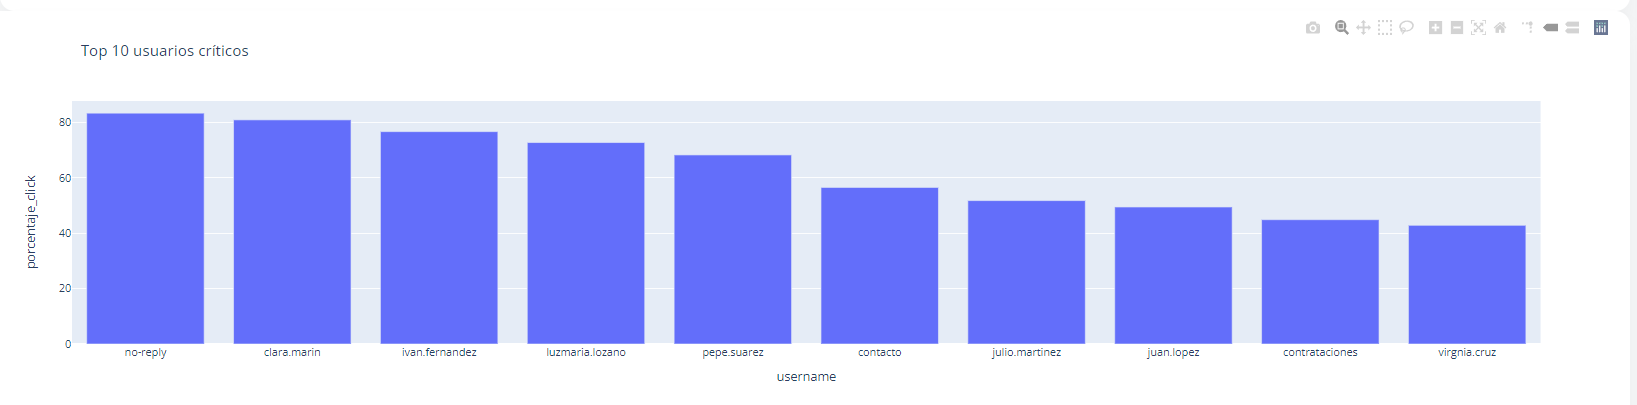 Top 10 usuarios críticos
porcentaje_click
80
60
40
20
0
no-reply clara.marin ivan.fernandez luzmaria.lozano pepe.suarez contacto julio.martinez juan.lopez contrataciones virgnia.cruz
username